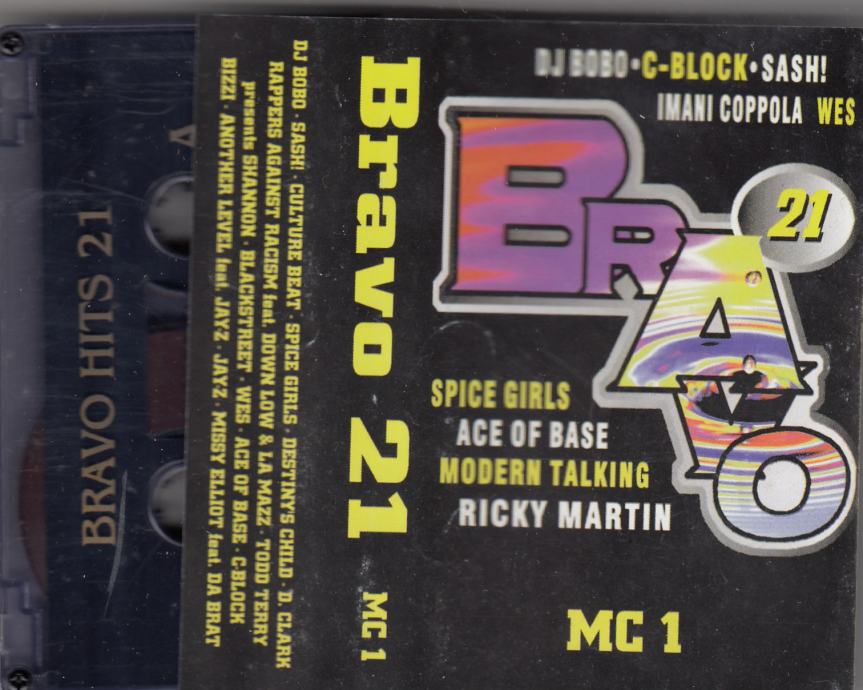 DJ BOBO • C-BLOCK • SASH!
IMANI COPPOLA WES
BRAVO
21
SPICE GIRLS
ACE OF BASE
MODERN TALKING
RICKY MARTIN
MC 1
Bravo 21 MC 1
DJ BOBO · SASH! · CULTURE BEAT · SPICE GIRLS · DESTINY'S CHILD · D. CLARK
RAPPERS AGAINST RACISM feat. DOWN LOW & LA MAZZ · TODD TERRY
presents SHANNON · BLACKSTREET · WES · ACE OF BASE · C-BLOCK
BIZZI · ANOTHER LEVEL feat. JAYZ · JAYZ · MISSY ELLIOT feat. DA BRAT
A
BRAVO HITS 21